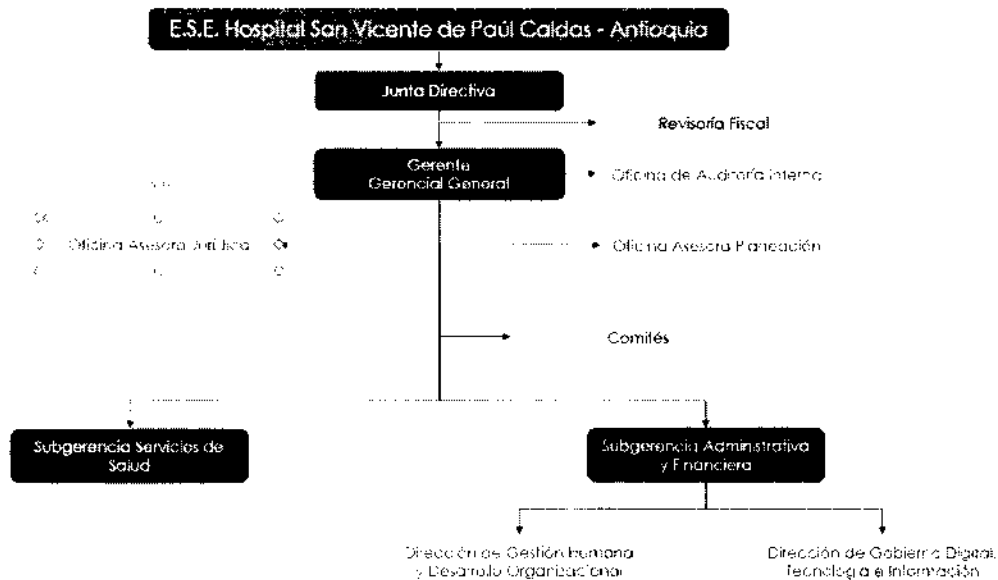 E.S.E. Hospital San Vicente de Paúl Caldas - Antioquia
Junta Directiva
Revisoría Fiscal
Gerente
Gerencial General
Oficina de Auditoría Interna
Oficina Asesora Jurídica
Oficina Asesora Planeación
Comités
Subgerencia Servicios de
Salud
Subgerencia Administrativa
y Financiera
Dirección de Gestión humana
y Desarrollo Organizacional
Dirección de Gobierno Digital,
Tecnología e Información